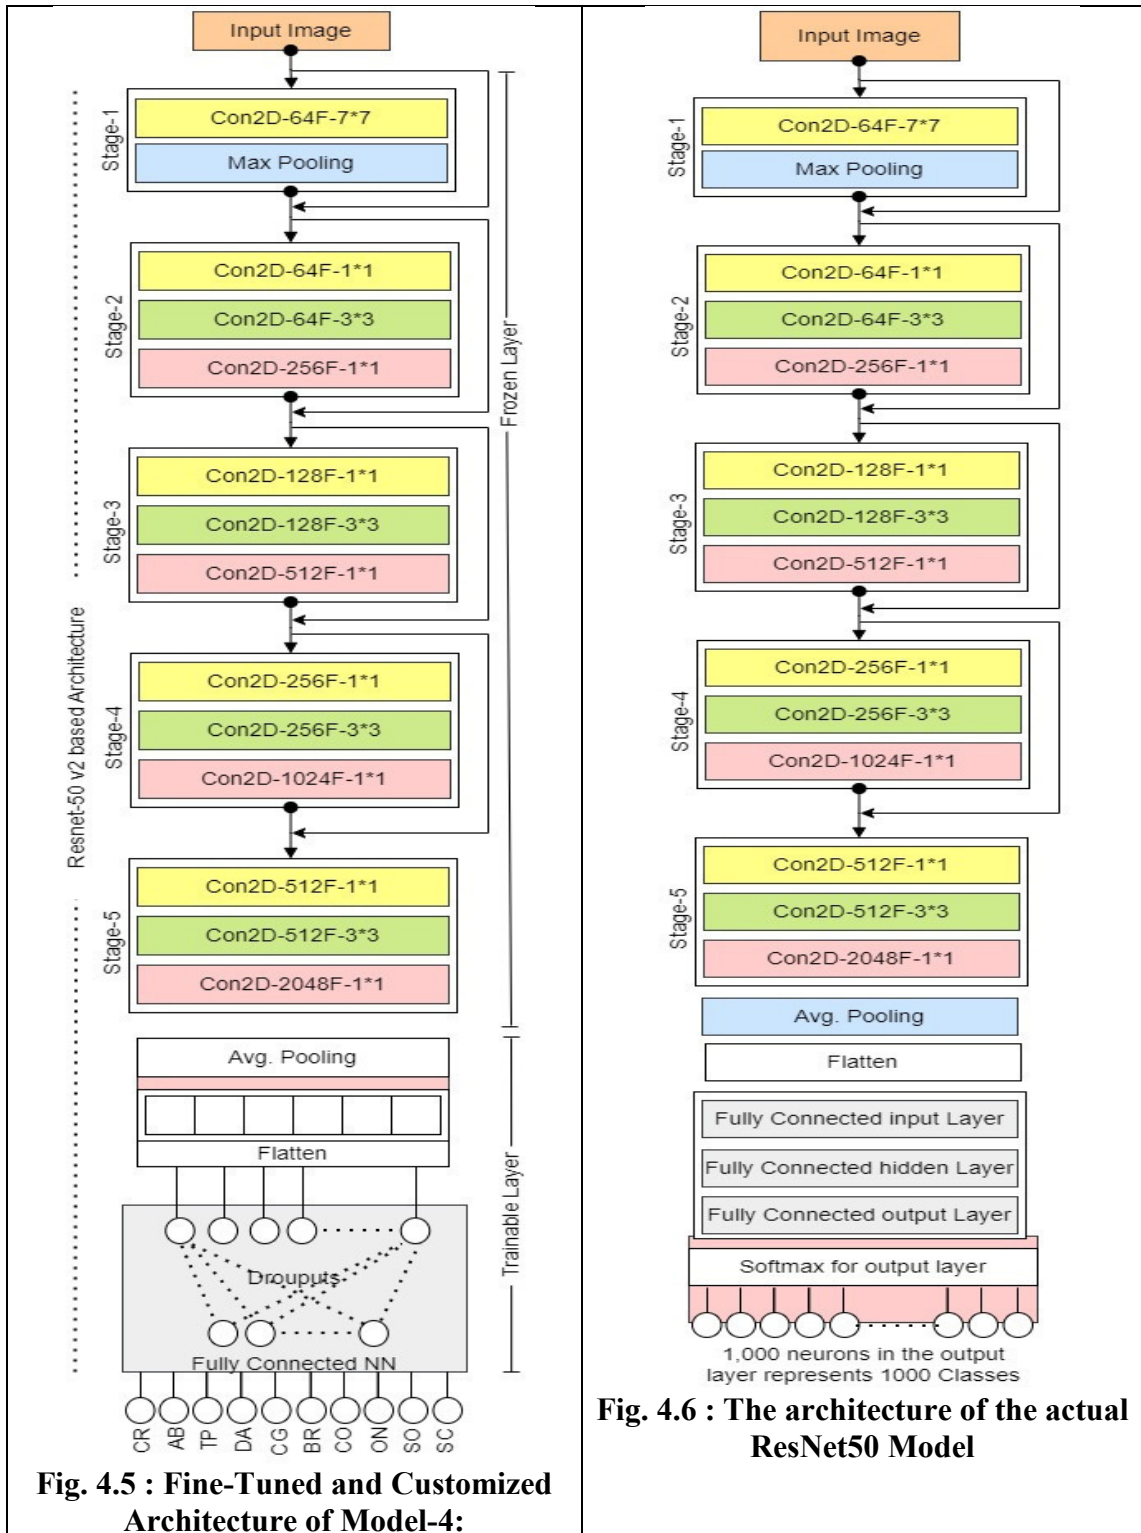 Input Image
Stage-1
Con2D-64F-7*7
Max Pooling
Stage-2
Con2D-64F-1*1
Con2D-64F-3*3
Con2D-256F-1*1
Stage-3
Con2D-128F-1*1
Con2D-128F-3*3
Con2D-512F-1*1
Stage-4
Con2D-256F-1*1
Con2D-256F-3*3
Con2D-1024F-1*1
Stage-5
Con2D-512F-1*1
Con2D-512F-3*3
Con2D-2048F-1*1
Resnet-50 v2 based Architecture
Frozen Layer
Avg. Pooling
Flatten
Trainable Layer
Drouputs
Fully Connected NN
CR
AB
TP
DA
CG
BR
CO
ON
SO
SC
Fig. 4.5 : Fine-Tuned and Customized
Architecture of Model-4:
Input Image
Stage-1
Con2D-64F-7*7
Max Pooling
Stage-2
Con2D-64F-1*1
Con2D-64F-3*3
Con2D-256F-1*1
Stage-3
Con2D-128F-1*1
Con2D-128F-3*3
Con2D-512F-1*1
Stage-4
Con2D-256F-1*1
Con2D-256F-3*3
Con2D-1024F-1*1
Stage-5
Con2D-512F-1*1
Con2D-512F-3*3
Con2D-2048F-1*1
Avg. Pooling
Flatten
Fully Connected input Layer
Fully Connected hidden Layer
Fully Connected output Layer
Softmax for output layer
1,000 neurons in the output
layer represents 1000 Classes
Fig. 4.6 : The architecture of the actual
ResNet50 Model